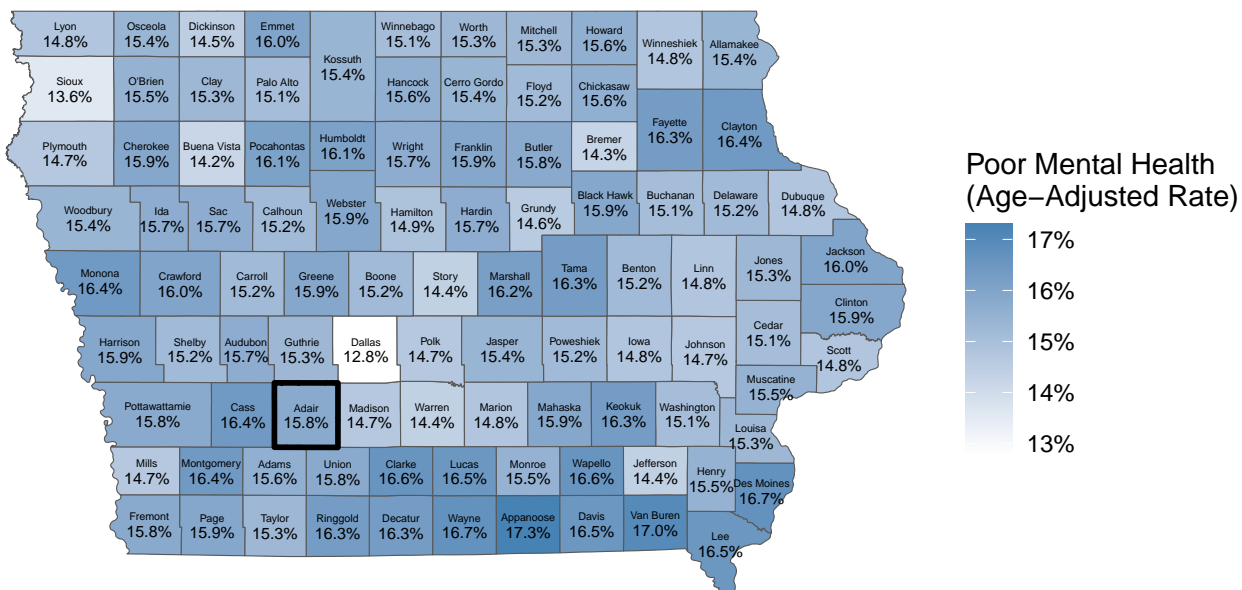 Lyon
14.8%
Osceola
15.4%
Dickinson
14.5%
Emmet
16.0%
Kossuth
15.4%
Winnebago
15.1%
Worth
15.3%
Mitchell
15.3%
Howard
15.6%
Winneshiek
14.8%
Allamakee
15.4%
Sioux
13.6%
O'Brien
15.5%
Clay
15.3%
Palo Alto
15.1%
Hancock
15.6%
Cerro Gordo
15.4%
Floyd
15.2%
Chickasaw
15.6%
Fayette
16.3%
Clayton
16.4%
Plymouth
14.7%
Cherokee
15.9%
Buena Vista
14.2%
Pocahontas
16.1%
Humboldt
16.1%
Wright
15.7%
Franklin
15.9%
Butler
15.8%
Bremer
14.3%
Woodbury
15.4%
Ida
15.7%
Sac
15.7%
Calhoun
15.2%
Webster
15.9%
Hamilton
14.9%
Hardin
15.7%
Grundy
14.6%
Black Hawk
15.9%
Buchanan
15.1%
Delaware
15.2%
Dubuque
14.8%
Monona
16.4%
Crawford
16.0%
Carroll
15.2%
Greene
15.9%
Boone
15.2%
Story
14.4%
Marshall
16.2%
Tama
16.3%
Benton
15.2%
Linn
14.8%
Jones
15.3%
Jackson
16.0%
Clinton
15.9%
Harrison
15.9%
Shelby
15.2%
Audubon
15.7%
Guthrie
15.3%
Dallas
12.8%
Polk
14.7%
Jasper
15.4%
Poweshiek
15.2%
Iowa
14.8%
Johnson
14.7%
Cedar
15.1%
Scott
14.8%
Muscatine
15.5%
Pottawattamie
15.8%
Cass
16.4%
Adair
15.8%
Madison
14.7%
Warren
14.4%
Marion
14.8%
Mahaska
15.9%
Keokuk
16.3%
Washington
15.1%
Louisa
15.3%
Mills
14.7%
Montgomery
16.4%
Adams
15.6%
Union
15.8%
Clarke
16.6%
Lucas
16.5%
Monroe
15.5%
Wapello
16.6%
Jefferson
14.4%
Henry
15.5%
Des Moines
16.7%
Fremont
15.8%
Page
15.9%
Taylor
15.3%
Ringgold
16.3%
Decatur
16.3%
Wayne
16.7%
Appanoose
17.3%
Davis
16.5%
Van Buren
17.0%
Lee
16.5%
Poor Mental Health
(Age−Adjusted Rate)
17%
16%
15%
14%
13%